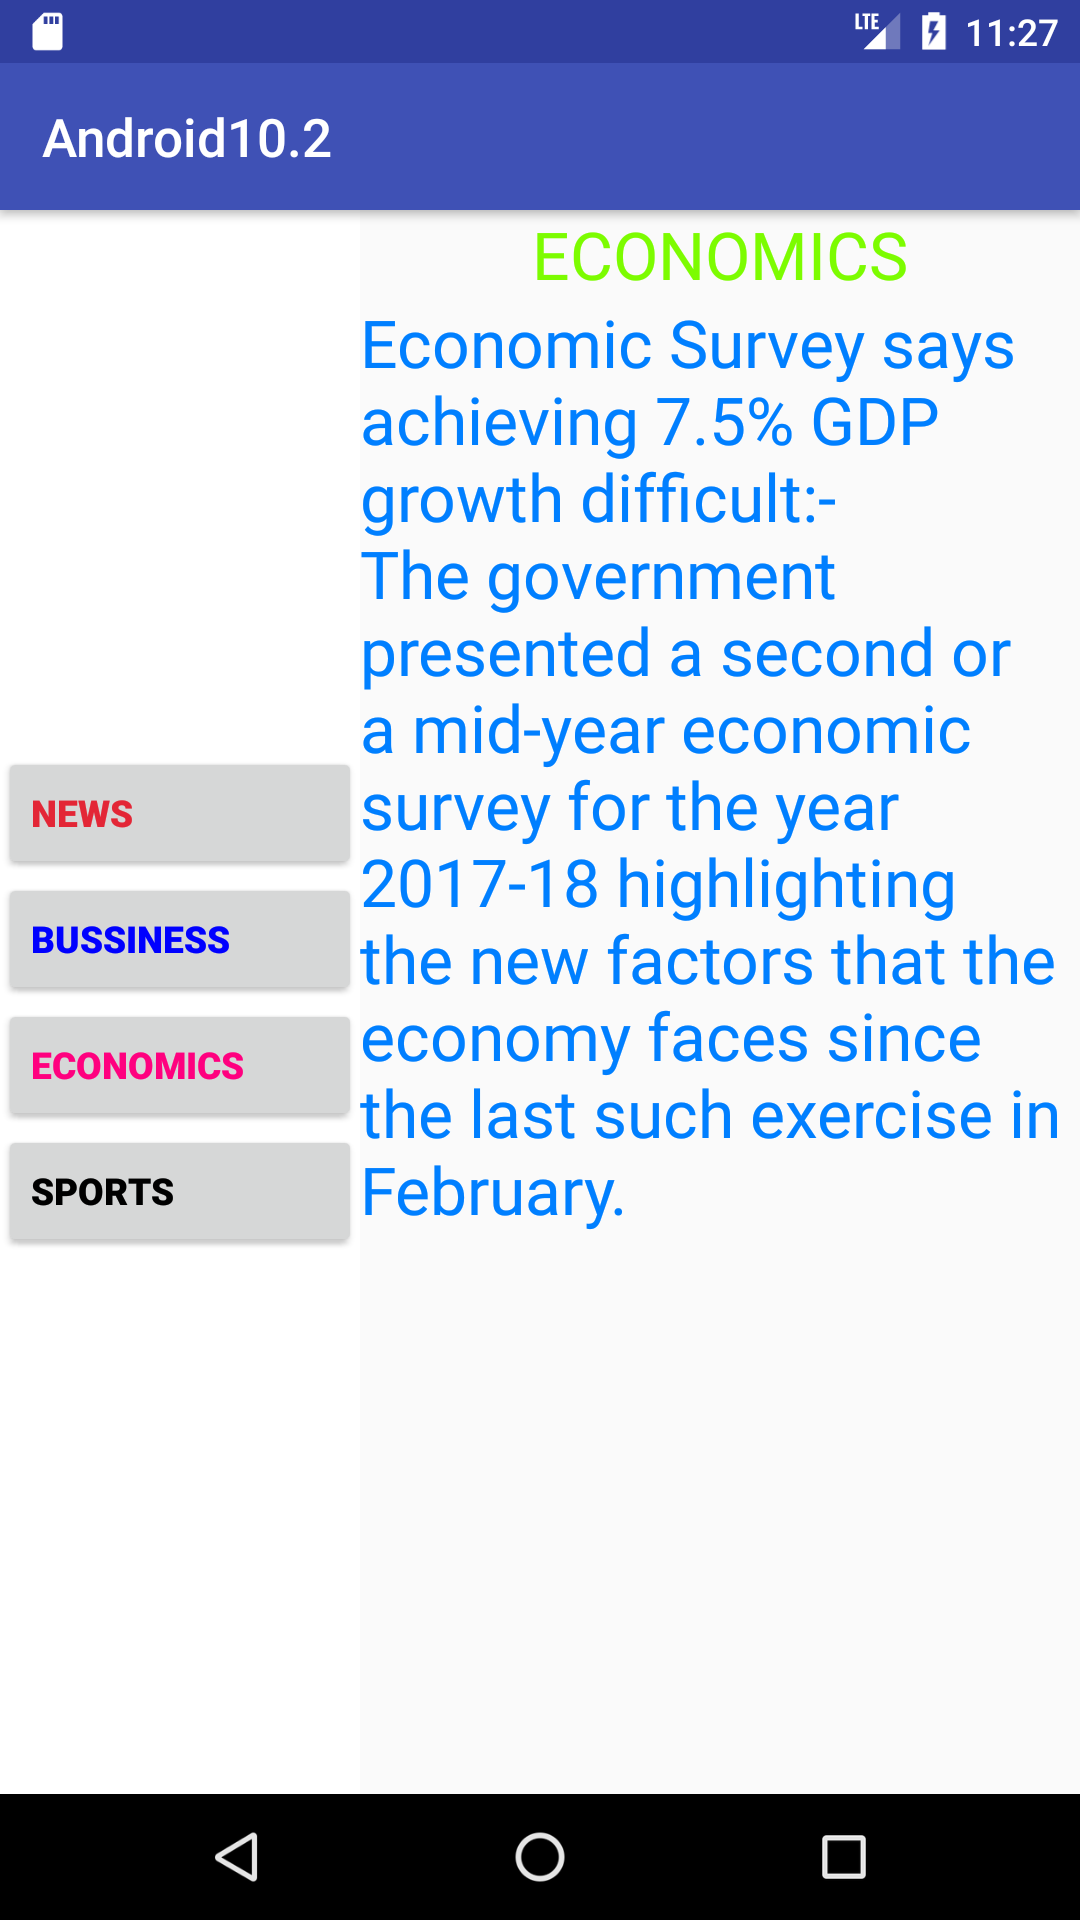 LTE 11:27
Android10.2
NEWS
BUSSINESS
ECONOMICS
SPORTS
ECONOMICS
Economic Survey says
achieving 7.5% GDP
growth difficult:-
The government
presented a second or
a mid-year economic
survey for the year
2017-18 highlighting
the new factors that the
economy faces since
the last such exercise in
February.